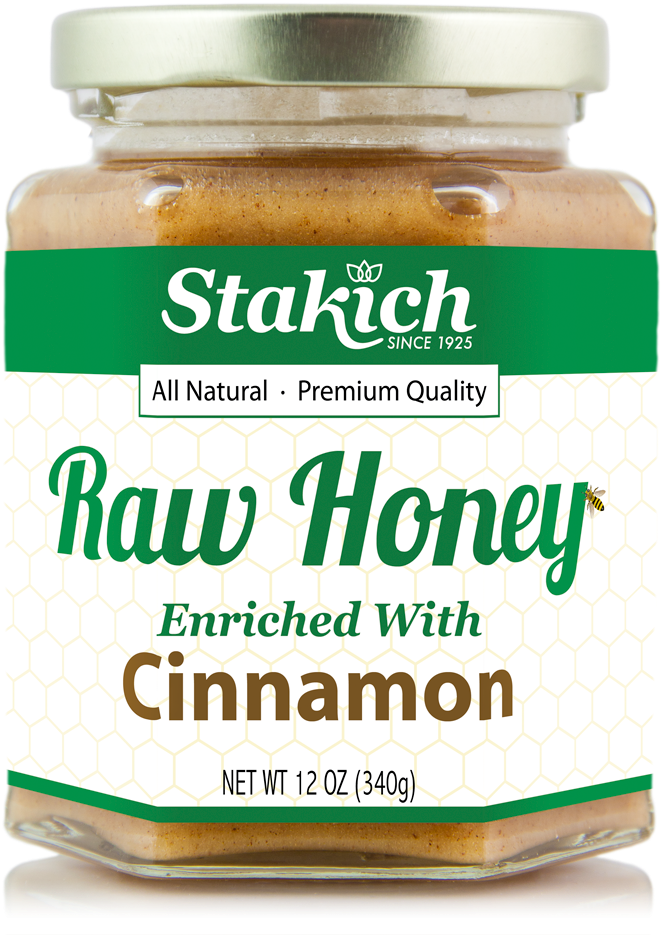 Stakich
SINCE 1925
All Natural · Premium Quality
Raw Honey
Enriched With
Cinnamon
NET WT 12 OZ (340g)